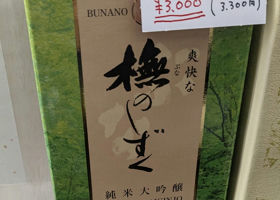 ¥3,000
(3.300円)
BUNANO
爽快な
ぶな
橅のしずく
純米大吟醸